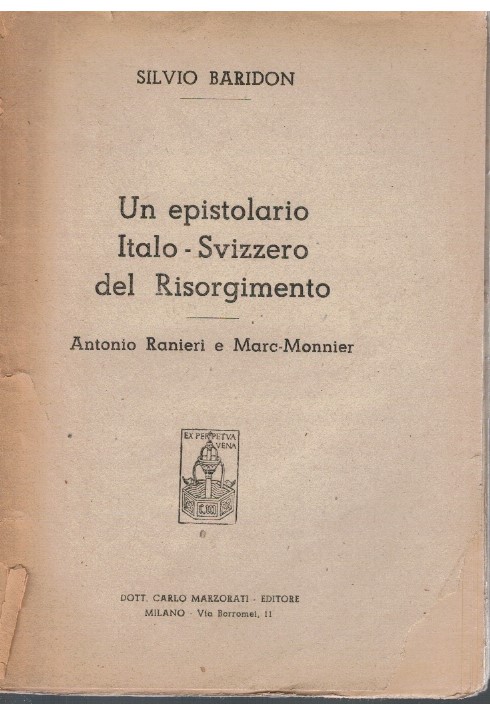 SILVIO BARIDON
Un epistolario
Italo - Svizzero
del Risorgimento
Antonio Ranieri e Marc-Monnier
EX PERPETVA
VENA
DOTT. CARLO MARZORATI - EDITORE
MILANO - Via Borromei, 11